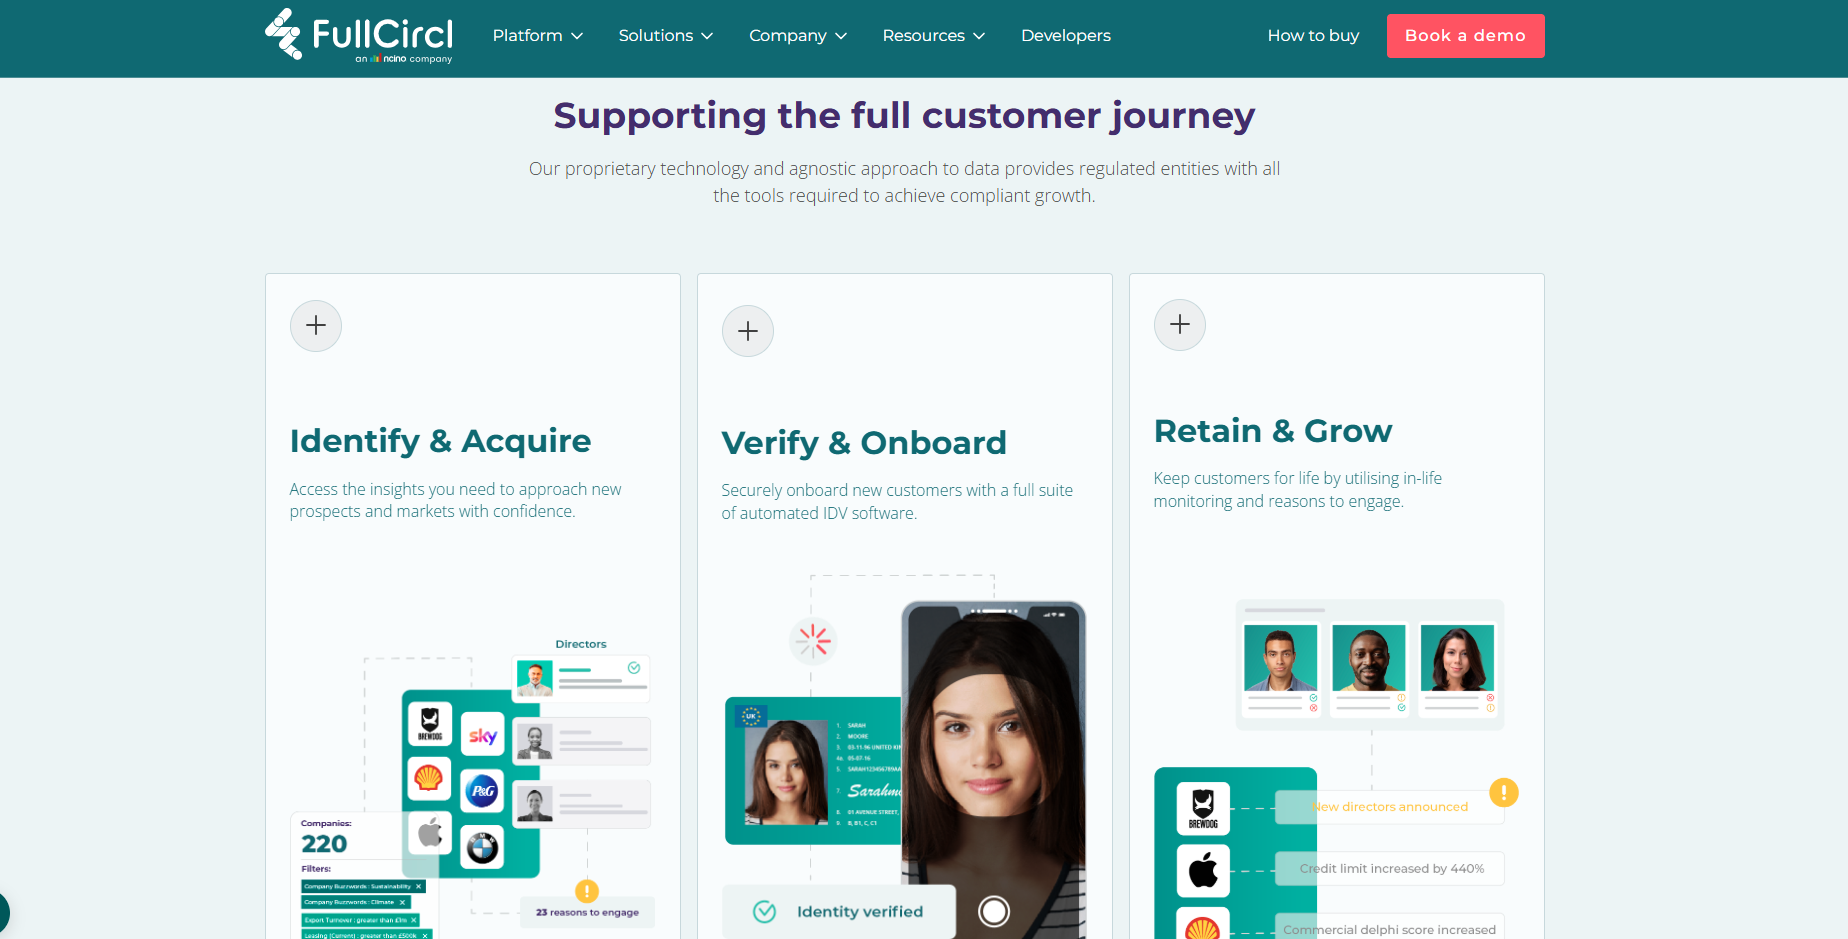 FullCircl
an ncino company
Platform
Solutions
Company
Resources
Developers
How to buy
Book a demo
Supporting the full customer journey
Our proprietary technology and agnostic approach to data provides regulated entities with all
the tools required to achieve compliant growth.
Identify & Acquire
Access the insights you need to approach new
prospects and markets with confidence.
Directors
BREWDOG
sky
P&G
BMW
Companies:
220
Filters:
Company Buzzwords : Sustainability ×
Company Buzzwords : Climate ×
Export Turnover : greater than £1m ×
Leasing (Current) : greater than £500k ×
23 reasons to engage
Verify & Onboard
Securely onboard new customers with a full suite
of automated IDV software.
UK
1. SARAH
2. MOORE
3. 03-11-96 UNITED KIN
4a. 05-07-16
5. SARAH123456789AA
7. Sarahm
8. 01 AVENUE STREET,
9. B, B1, C, C1
Identity verified
Retain & Grow
Keep customers for life by utilising in-life
monitoring and reasons to engage.
BREWDOG
New directors announced
Credit limit increased by 440%
Commercial delphi score increased